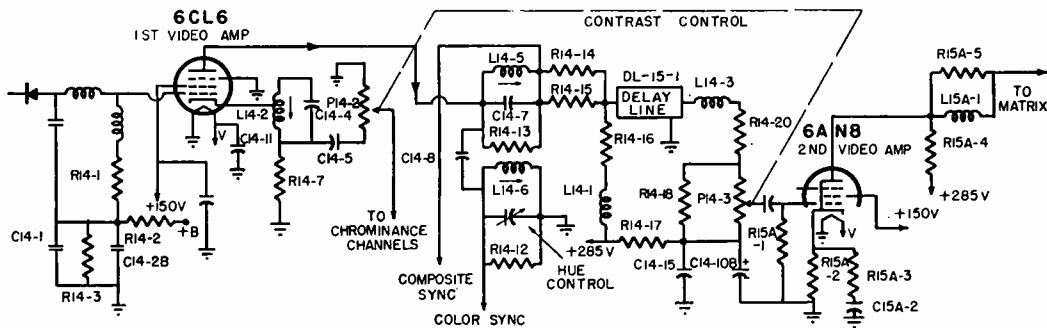 6CL6
1ST VIDEO AMP
CONTRAST CONTROL
L14-5
R14-14
R14-15
C14-7
R14-13
DL-15-1
DELAY
LINE
L14-3
R15A-5
L15A-1
TO
MATRIX
P14-2
L14-2
C14-4
C14-11
C14-5
V
R14-1
R14-7
C14-8
R14-16
R14-20
6AN8
2ND VIDEO AMP
R15A-4
+285V
L14-6
L14-1
R14-18
P14-3
+150V
+150V
C14-1
R14-2
+B
C14-2B
R14-3
TO
CHROMINANCE
CHANNELS
R14-12
HUE
CONTROL
+285V
R14-17
C14-15
C14-10B
+
R15A
-1
V
R15A
-2
R15A-3
C15A-2
COMPOSITE
SYNC
COLOR SYNC